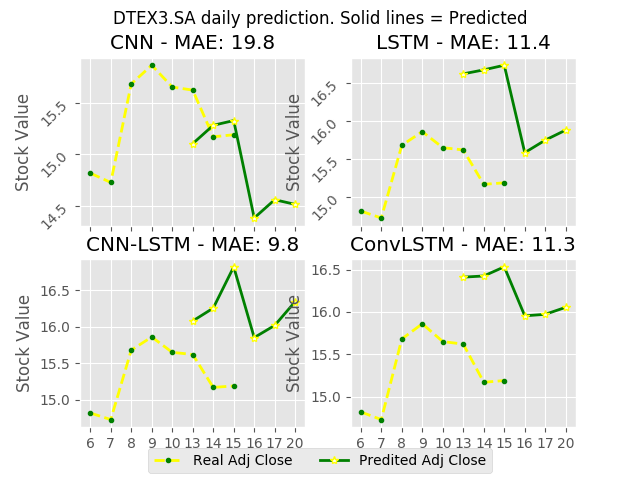 DTEX3.SA daily prediction. Solid lines = Predicted
CNN - MAE: 19.8
Stock Value
15.5
15.0
14.5
LSTM - MAE: 11.4
Stock Value
16.5
16.0
15.5
15.0
CNN-LSTM - MAE: 9.8
Stock Value
16.5
16.0
15.5
15.0
6 7 8 9 10 13 14 15 16 17 20
ConvLSTM - MAE: 11.3
Stock Value
16.5
16.0
15.5
15.0
6 7 8 9 10 13 14 15 16 17 20
Real Adj Close
Predited Adj Close